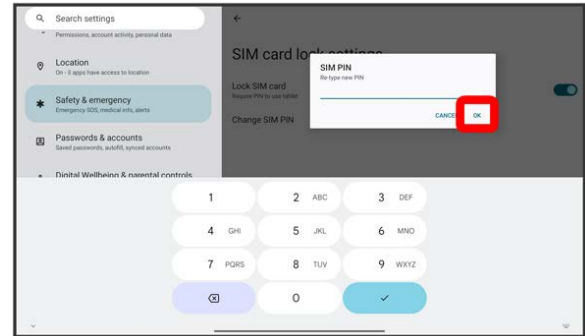 Search settings
Permissions, account activity, personal data
Location
On - 3 apps have access to location
Safety & emergency
Emergency SOS, medical info, alerts
Passwords & accounts
Saved passwords, autofill, synced accounts
Digital Wellbeing & parental controls
SIM card lock settings
Lock SIM card
Require PIN to use tablet
Change SIM PIN
SIM PIN
Re-type new PIN
CANCEL
OK
1
2 ABC
3 DEF
4 GHI
5 JKL
6 MNO
7 PQRS
8 TUV
9 WXYZ
0